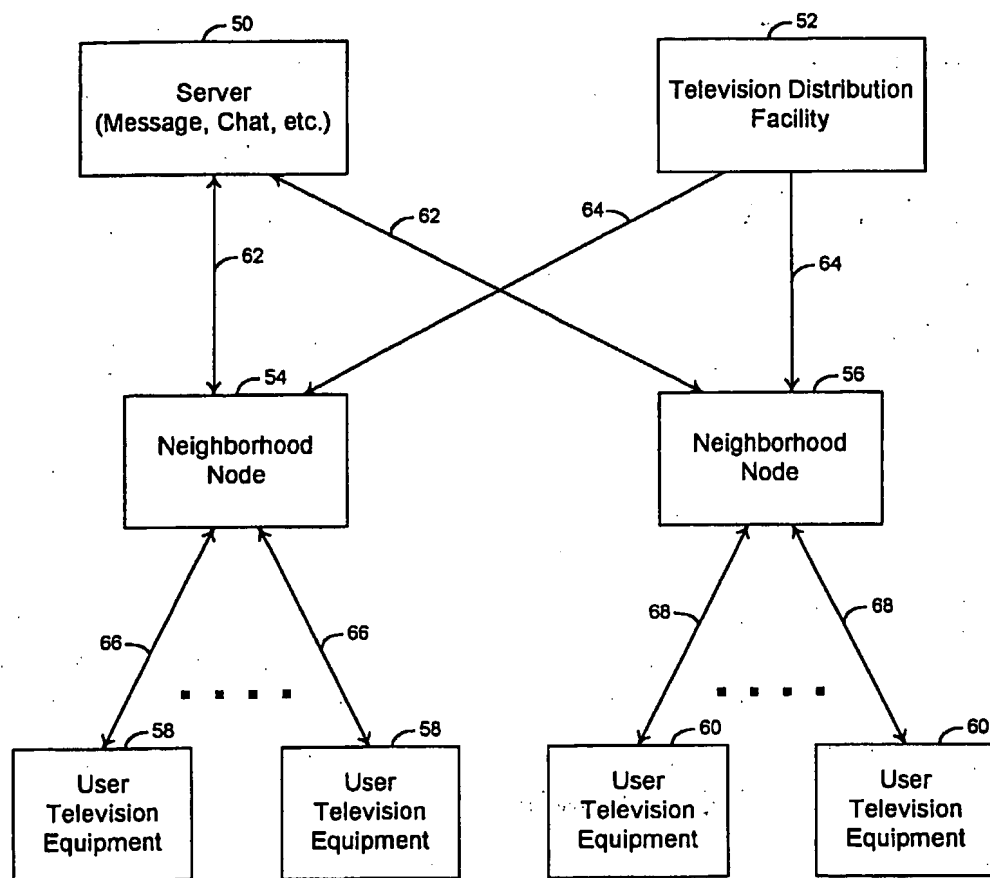 50
52
Server
(Message, Chat, etc.)
Television Distribution
Facility
62
64
62
64
54
56
Neighborhood
Node
Neighborhood
Node
66
66
68
68
58
58
60
60
User
Television
Equipment
User
Television
Equipment
User
Television
Equipment
User
Television
Equipment